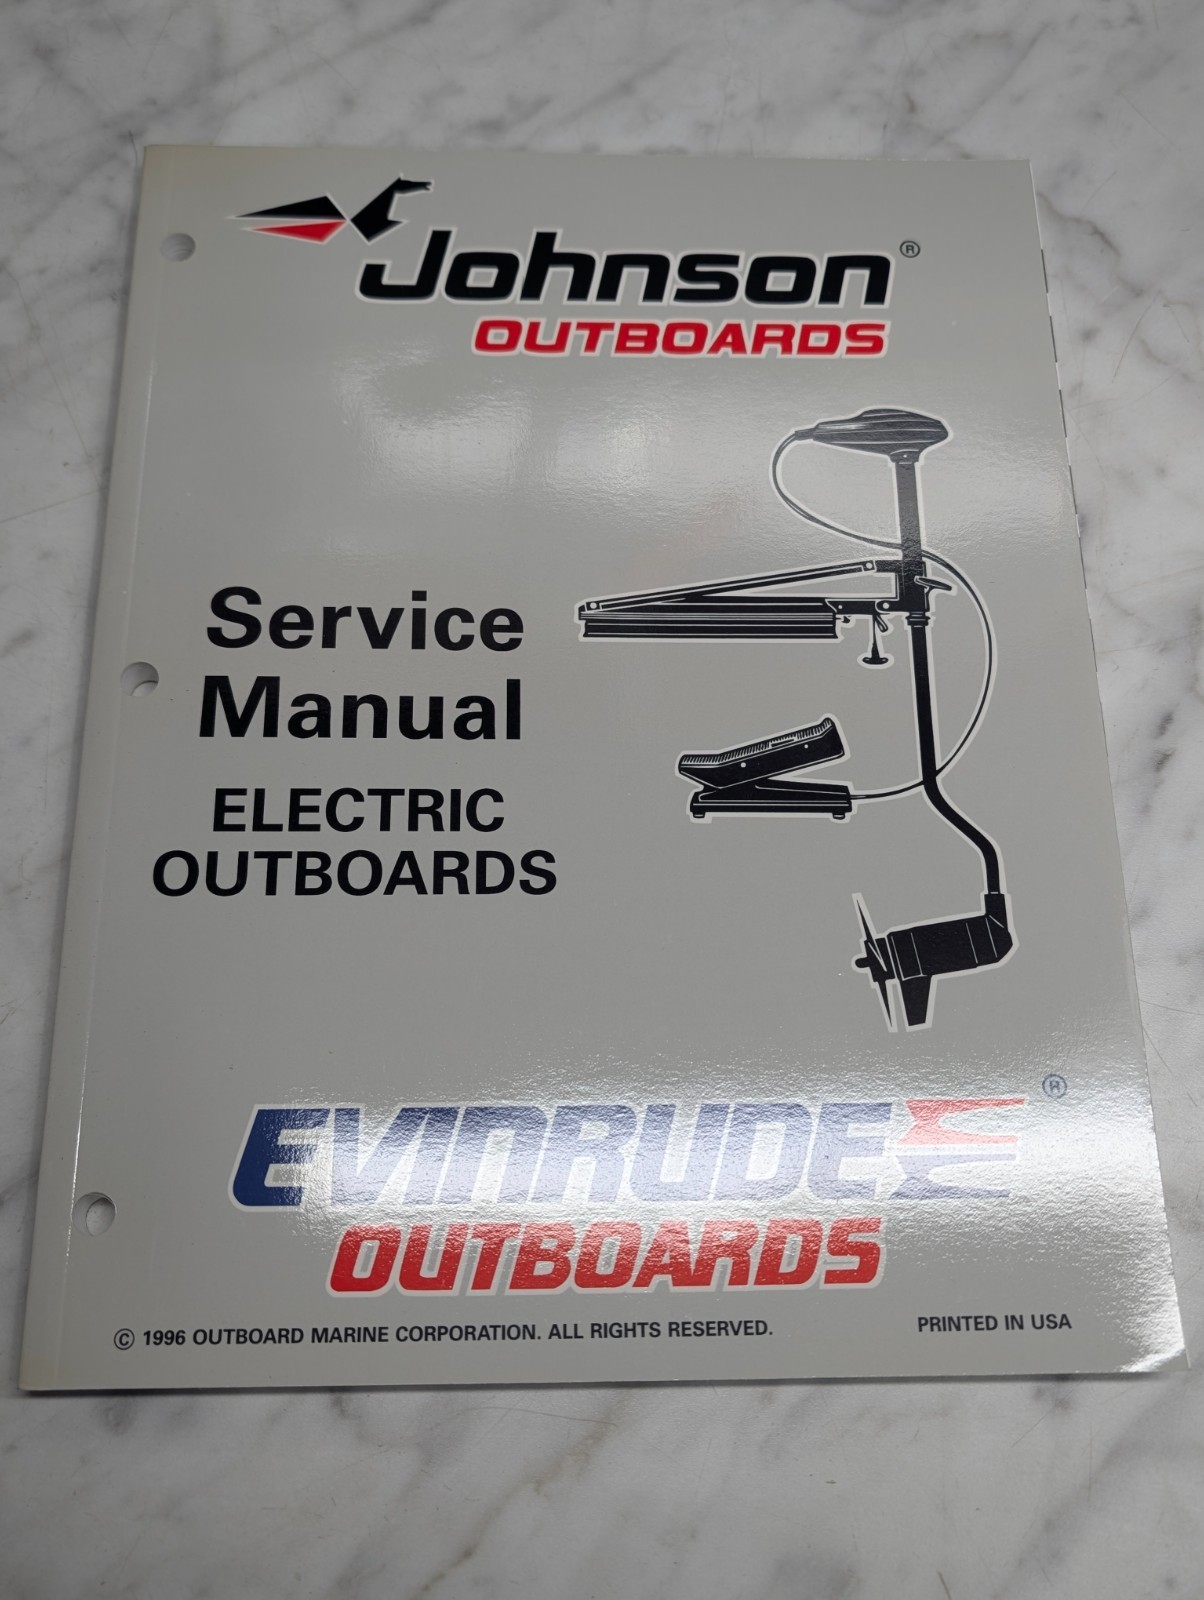 Johnson®
OUTBOARDS
Service
Manual
ELECTRIC
OUTBOARDS
EVINRUDE®
OUTBOARDS
© 1996 OUTBOARD MARINE CORPORATION. ALL RIGHTS RESERVED.
PRINTED IN USA